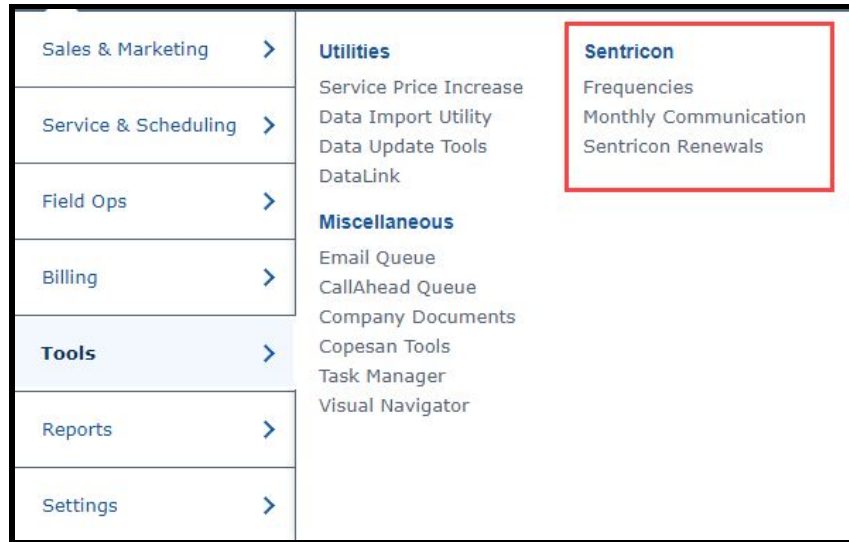 Sales & Marketing
Service & Scheduling
Field Ops
Billing
Tools
Reports
Settings
Utilities
Service Price Increase
Data Import Utility
Data Update Tools
DataLink
Miscellaneous
Email Queue
CallAhead Queue
Company Documents
Copesan Tools
Task Manager
Visual Navigator
Sentricon
Frequencies
Monthly Communication
Sentricon Renewals